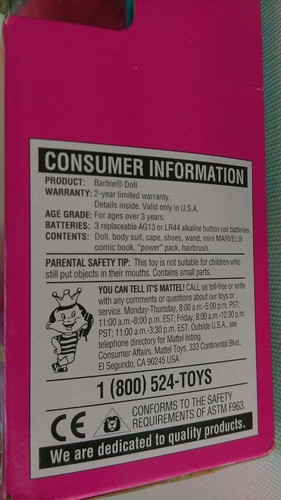 CONSUMER INFORMATION
PRODUCT: Barbie® Doll
WARRANTY: 2-year limited warranty.
Details inside. Valid only in U.S.A.
AGE GRADE: For ages over 3 years.
BATTERIES: 3 replaceable AG13 or LR44 alkaline button cell batteries.
CONTENTS: Doll, body suit, cape, shoes, wand, mini MARVEL®
comic book, "power" pack, hairbrush.
PARENTAL SAFETY TIP: This toy is not suitable for children who
still put objects in their mouths. Contains small parts.
YOU CAN TELL IT'S MATTEL! CALL us toll-free or write
with any comments or questions about our toys or
service. Monday-Thursday, 8:00 a.m.-5:00 p.m. PST;
11:00 a.m.-8:00 p.m. EST; Friday, 8:00 a.m.-12:30 p.m.
PST; 11:00 a.m.-3:30 p.m. EST. Outside U.S.A., see
telephone directory for Mattel listing.
Consumer Affairs, Mattel Toys, 333 Continental Blvd.,
El Segundo, CA 90245 USA
1 (800) 524-TOYS
CE CONFORMS TO THE SAFETY
REQUIREMENTS OF ASTM F963.
We are dedicated to quality products.